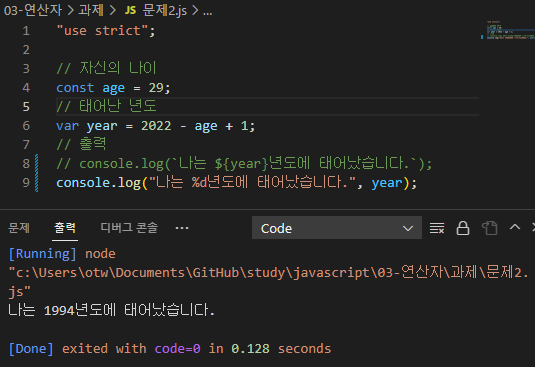 03-연산자 > 과제 > JS 문제2.js > ...
1 "use strict";
2
3 // 자신의 나이
4 const age = 29;
5 // 태어난 년도
6 var year = 2022 - age + 1;
7 // 출력
8 // console.log(`나는 ${year}년도에 태어났습니다.`);
9 console.log("나는 %d년도에 태어났습니다.", year);
문제 출력 디버그 콘솔 ... Code
[Running] node
"c:\Users\otw\Documents\GitHub\study\javascript\03-연산자\과제\문제2.
js"
나는 1994년도에 태어났습니다.
[Done] exited with code=0 in 0.128 seconds